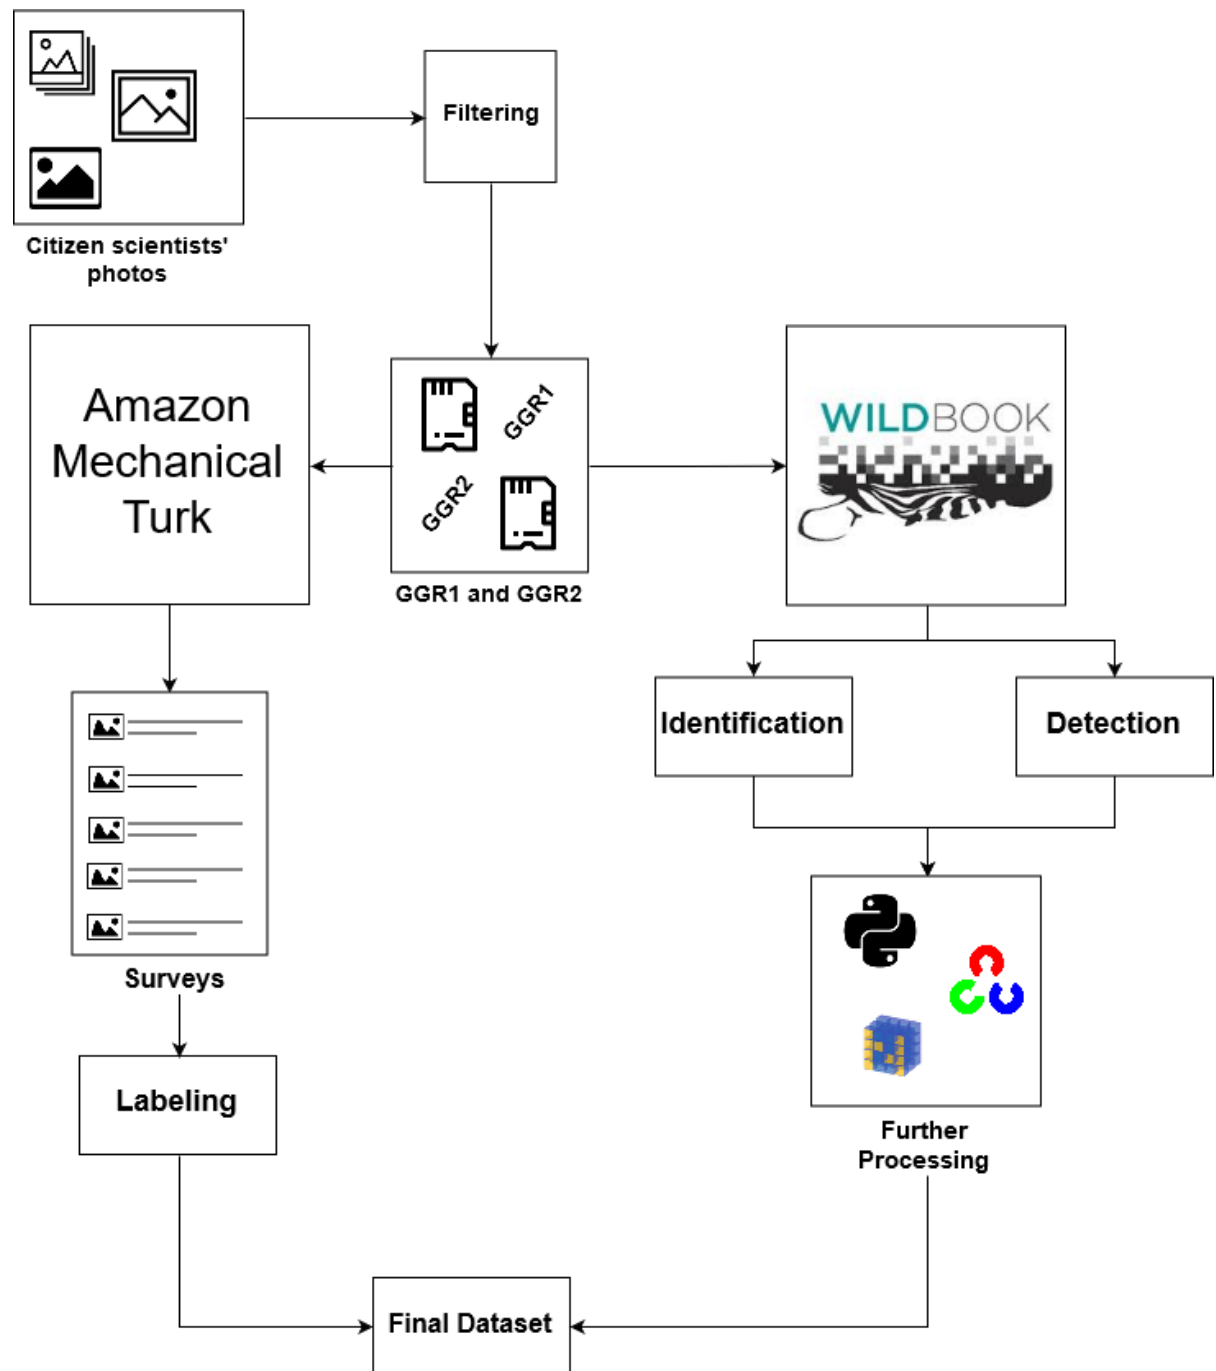 Filtering
Citizen scientists'
photos
Amazon
Mechanical
Turk
GGR1
GGR2
GGR1 and GGR2
WILDBOOK
Identification
Detection
Surveys
Labeling
Further
Processing
Final Dataset